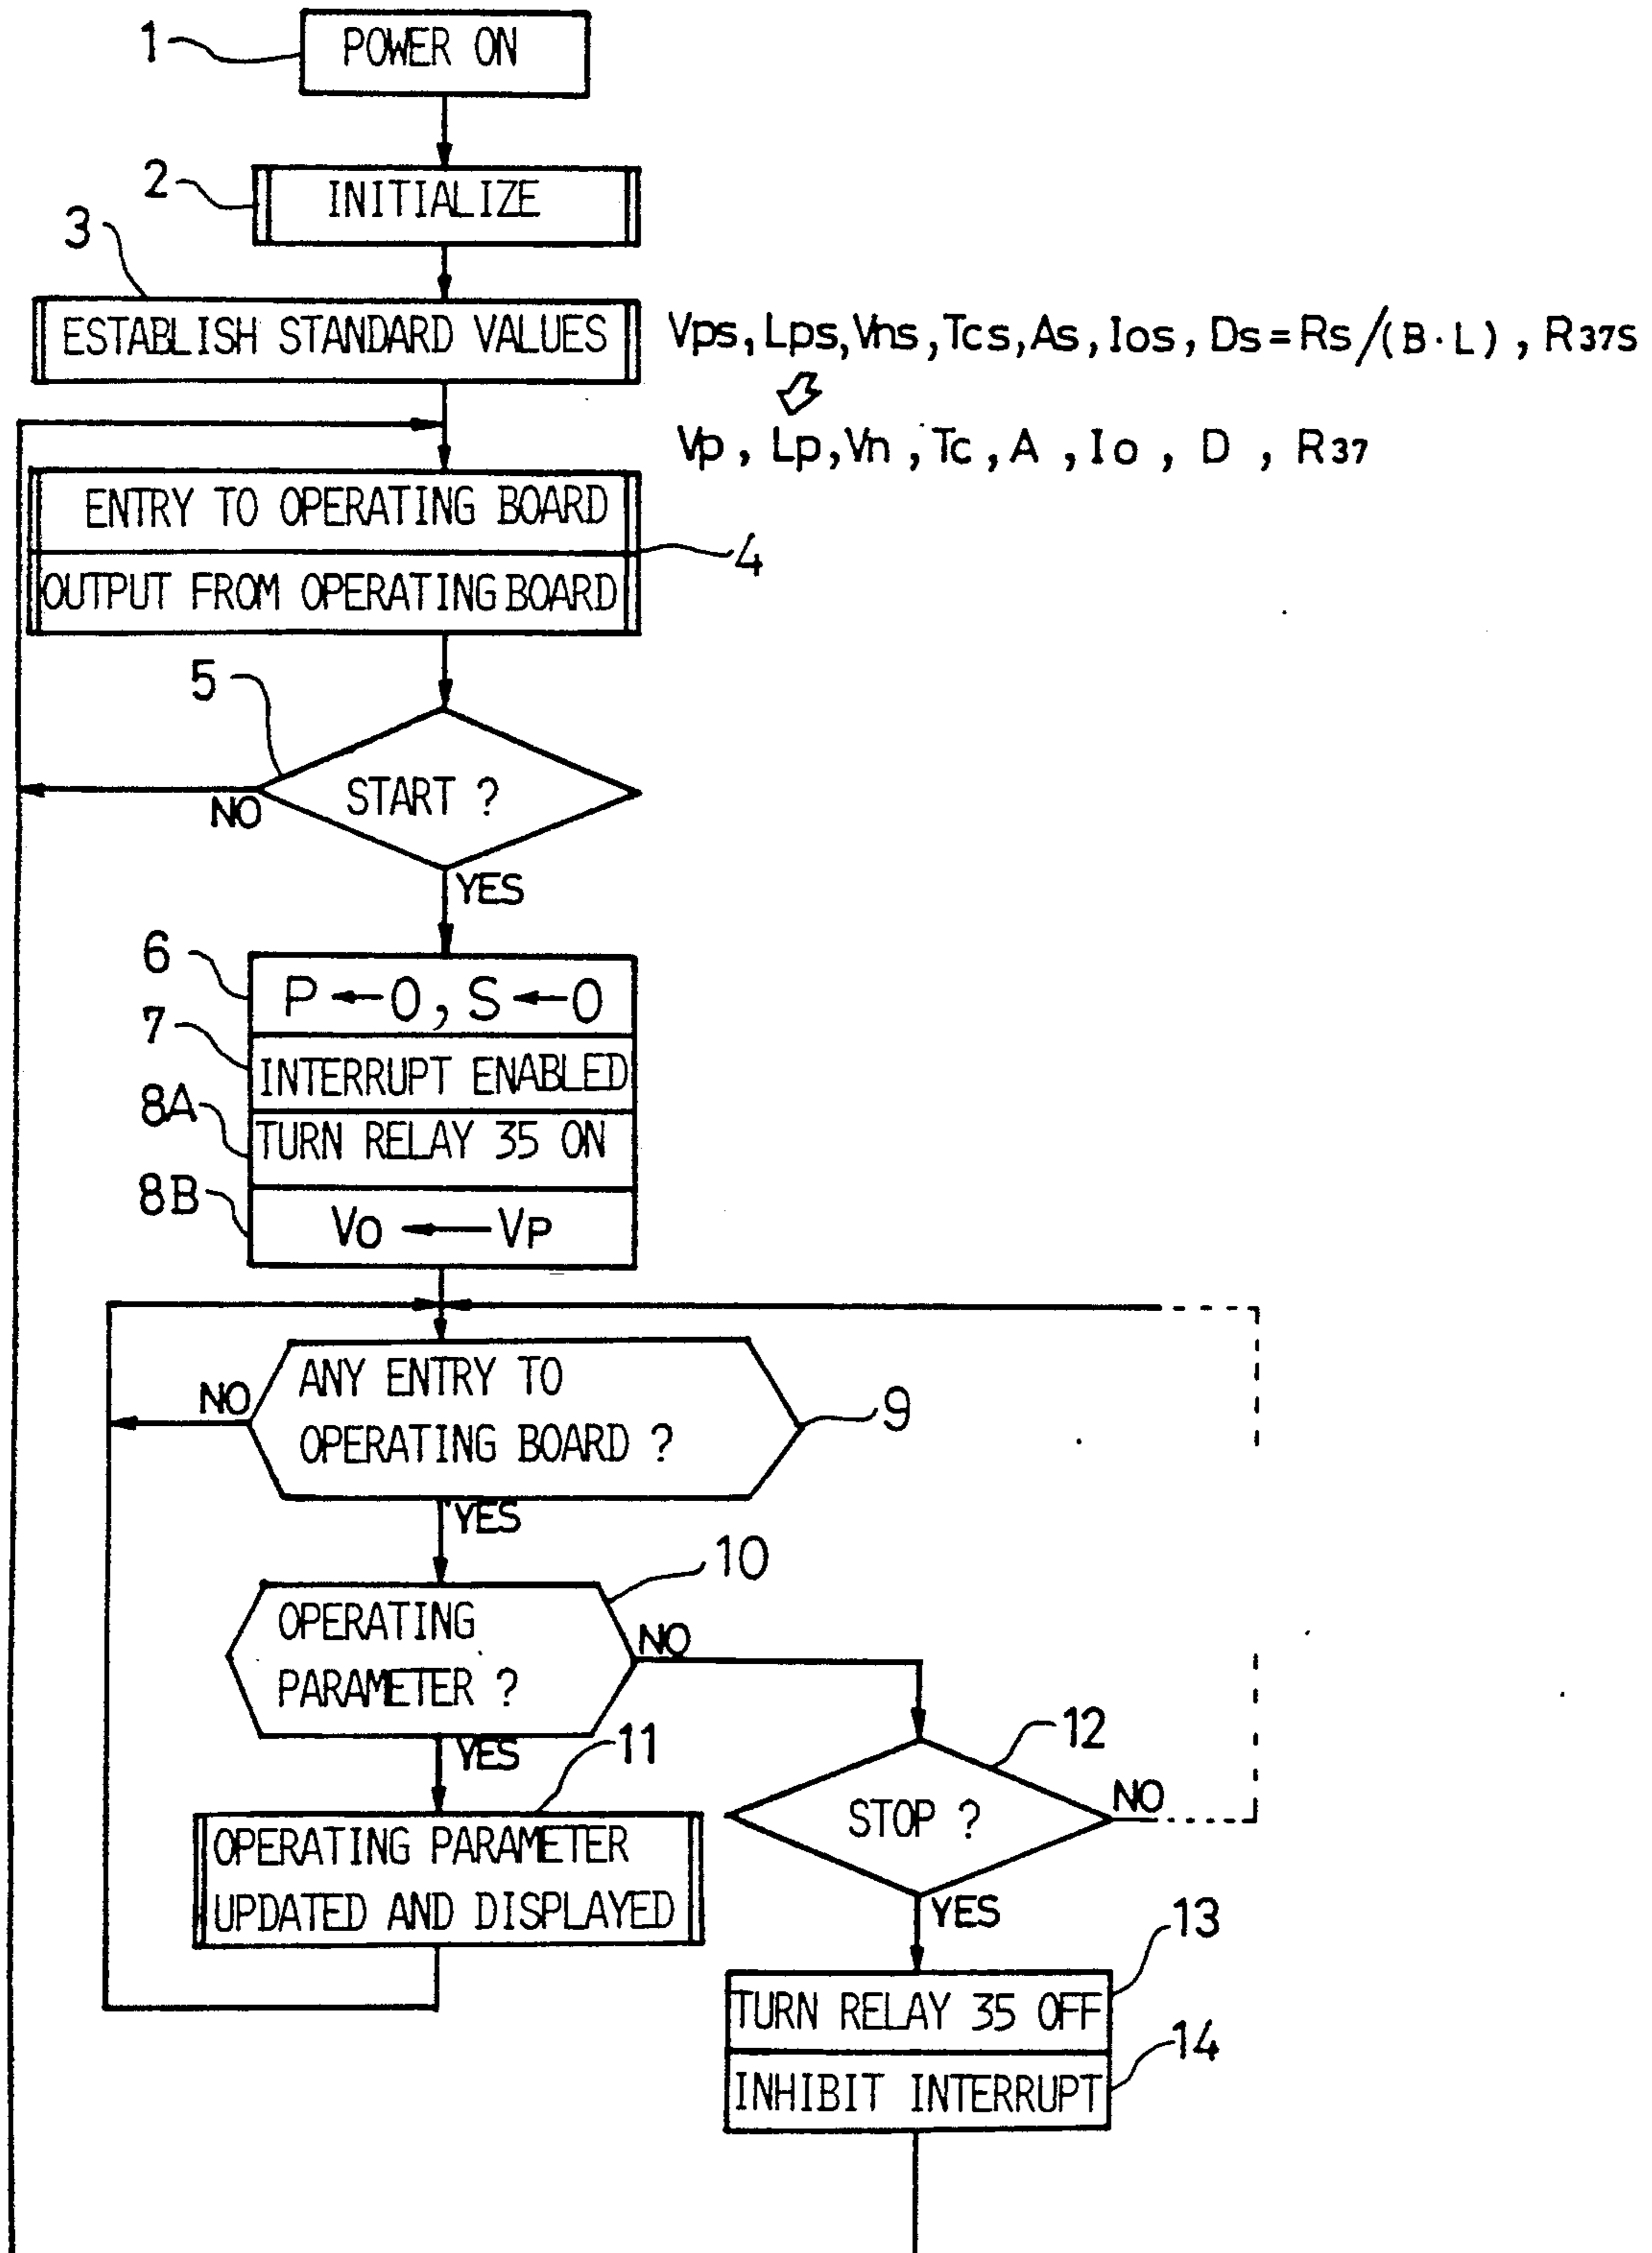 1 POWER ON
2 INITIALIZE
3
ESTABLISH STANDARD VALUES
Vps, Lps, Vns, Tcs, As, Ios, Ds=Rs/(B·L), R37S
Vp, Lp, Vn, Tc, A, Io, D, R37
ENTRY TO OPERATING BOARD
4
OUTPUT FROM OPERATING BOARD
5
START ?
NO
YES
6 P←0, S←0
7 INTERRUPT ENABLED
8A TURN RELAY 35 ON
8B Vo ← VP
ANY ENTRY TO
OPERATING BOARD ?
NO
9
YES
10
OPERATING
PARAMETER ?
NO
YES
11
12
STOP ?
NO
OPERATING PARAMETER
UPDATED AND DISPLAYED
YES
13
TURN RELAY 35 OFF
14
INHIBIT INTERRUPT